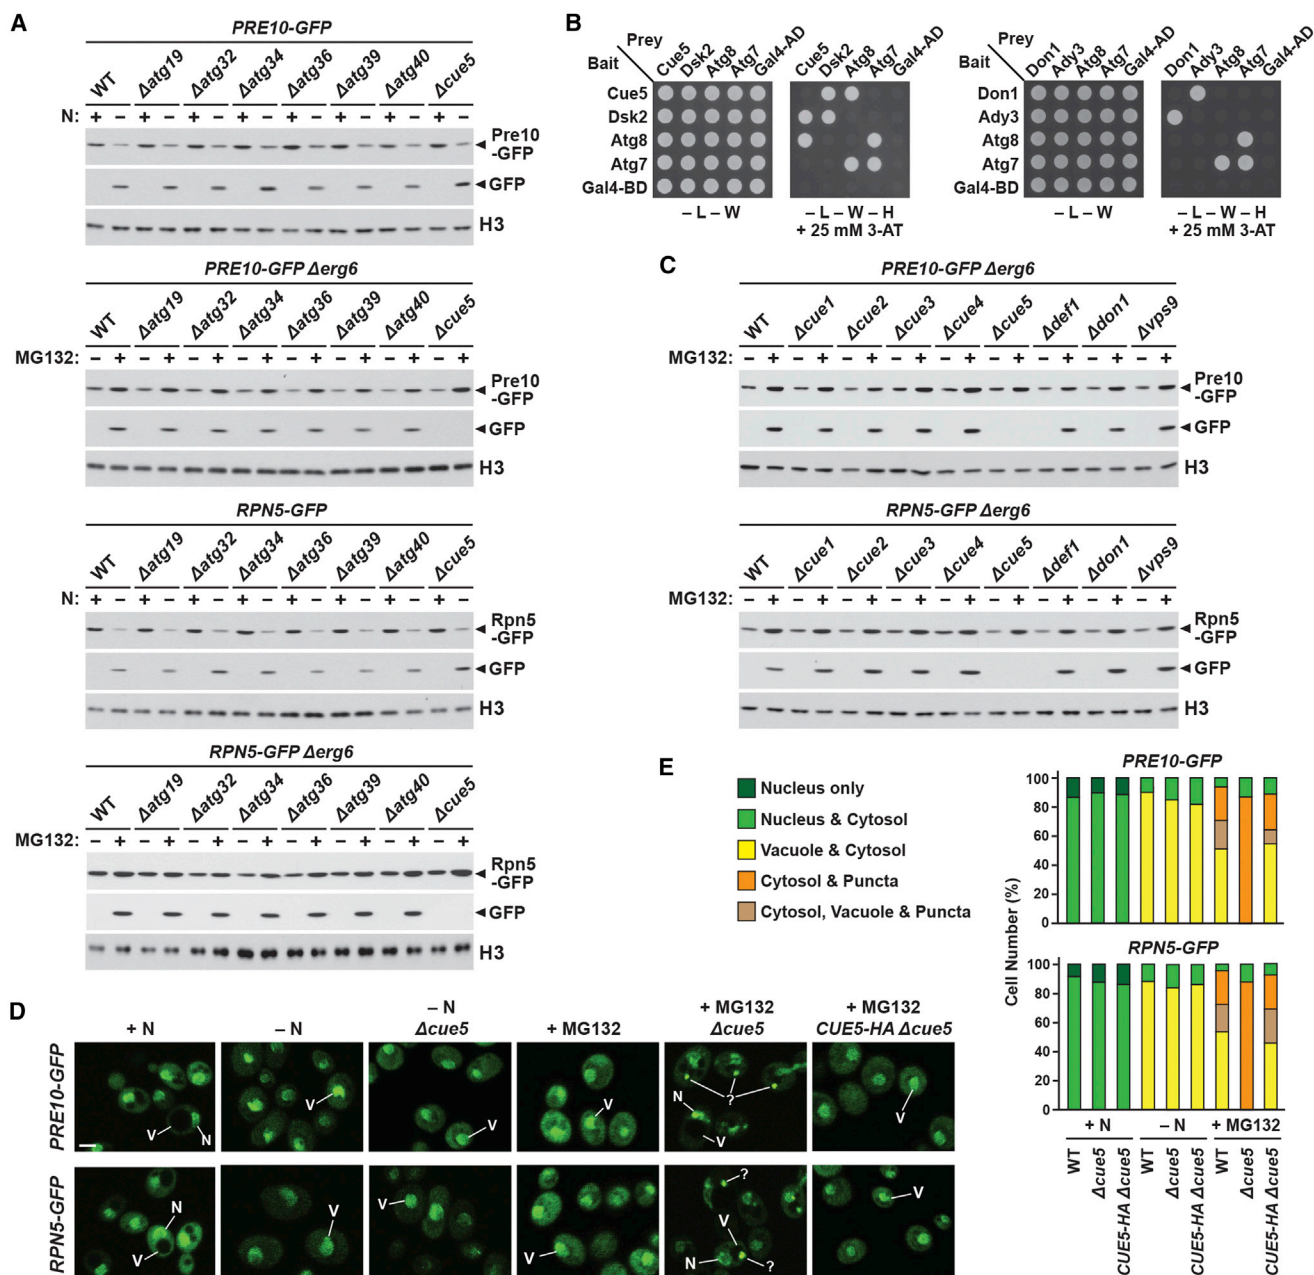 A
PRE10-GFP
WT Δatg19 Δatg32 Δatg34 Δatg36 Δatg39 Δatg40 Δcue5
N: + – + – + – + – + – + – + – + –
Pre10
-GFP
GFP
H3
PRE10-GFP Δerg6
WT Δatg19 Δatg32 Δatg34 Δatg36 Δatg39 Δatg40 Δcue5
MG132: – + – + – + – + – + – + – + – +
Pre10
-GFP
GFP
H3
RPN5-GFP
WT Δatg19 Δatg32 Δatg34 Δatg36 Δatg39 Δatg40 Δcue5
N: + – + – + – + – + – + – + – + –
Rpn5
-GFP
GFP
H3
RPN5-GFP Δerg6
WT Δatg19 Δatg32 Δatg34 Δatg36 Δatg39 Δatg40 Δcue5
MG132: – + – + – + – + – + – + – + – +
Rpn5
-GFP
GFP
H3
B
Prey
Bait
Cue5 Dsk2 Atg8 Atg7 Gal4-AD
Cue5 Dsk2 Atg8 Atg7 Gal4-AD
Cue5
Dsk2
Atg8
Atg7
Gal4-BD
– L – W
– L – W – H
+ 25 mM 3-AT
Prey
Bait
Don1 Ady3 Atg8 Atg7 Gal4-AD
Don1 Ady3 Atg8 Atg7 Gal4-AD
Don1
Ady3
Atg8
Atg7
Gal4-BD
– L – W
– L – W – H
+ 25 mM 3-AT
C
PRE10-GFP Δerg6
WT Δcue1 Δcue2 Δcue3 Δcue4 Δcue5 Δdef1 Δdon1 Δvps9
MG132: – + – + – + – + – + – + – + – + – +
Pre10
-GFP
GFP
H3
RPN5-GFP Δerg6
WT Δcue1 Δcue2 Δcue3 Δcue4 Δcue5 Δdef1 Δdon1 Δvps9
MG132: – + – + – + – + – + – + – + – + – +
Rpn5
-GFP
GFP
H3
D
+ N
– N
– N
Δcue5
+ MG132
+ MG132
Δcue5
+ MG132
CUE5-HA Δcue5
PRE10-GFP
V N
V
V
V
N ? V
V
RPN5-GFP
N V
V
V
V
? V N ?
V
E
Nucleus only
Nucleus & Cytosol
Vacuole & Cytosol
Cytosol & Puncta
Cytosol, Vacuole & Puncta
Cell Number (%)
PRE10-GFP
100
80
60
40
20
0
RPN5-GFP
100
80
60
40
20
0
+ N – N + MG132
WT Δcue5 CUE5-HA Δcue5 WT Δcue5 CUE5-HA Δcue5 WT Δcue5 CUE5-HA Δcue5